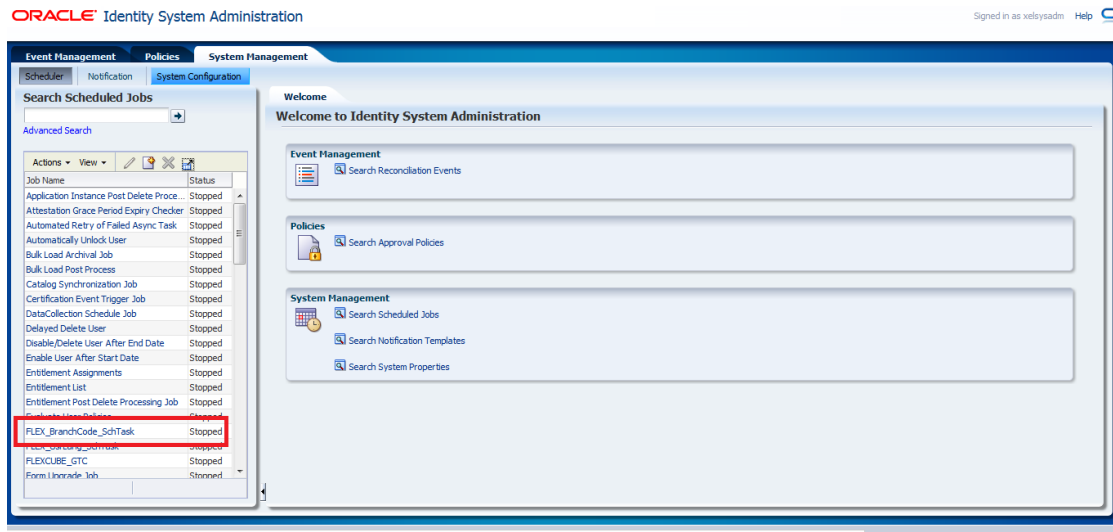 ORACLE Identity System Administration
Signed in as xelsysadm Help
Event Management Policies System Management
Scheduler Notification System Configuration
Search Scheduled Jobs
Advanced Search
Actions View
Job Name Status
Application Instance Post Delete Proce... Stopped
Attestation Grace Period Expiry Checker Stopped
Automated Retry of Failed Async Task Stopped
Automatically Unlock User Stopped
Bulk Load Archival Job Stopped
Bulk Load Post Process Stopped
Catalog Synchronization Job Stopped
Certification Event Trigger Job Stopped
DataCollection Schedule Job Stopped
Delayed Delete User Stopped
Disable/Delete User After End Date Stopped
Enable User After Start Date Stopped
Entitlement Assignments Stopped
Entitlement List Stopped
Entitlement Post Delete Processing Job Stopped
Evaluate User Policies Stopped
FLEX_BranchCode_SchTask Stopped
Stopped
FLEXCUBE_GTC Stopped
Form Upgrade Job Stopped
Welcome
Welcome to Identity System Administration
Event Management
Search Reconciliation Events
Policies
Search Approval Policies
System Management
Search Scheduled Jobs
Search Notification Templates
Search System Properties